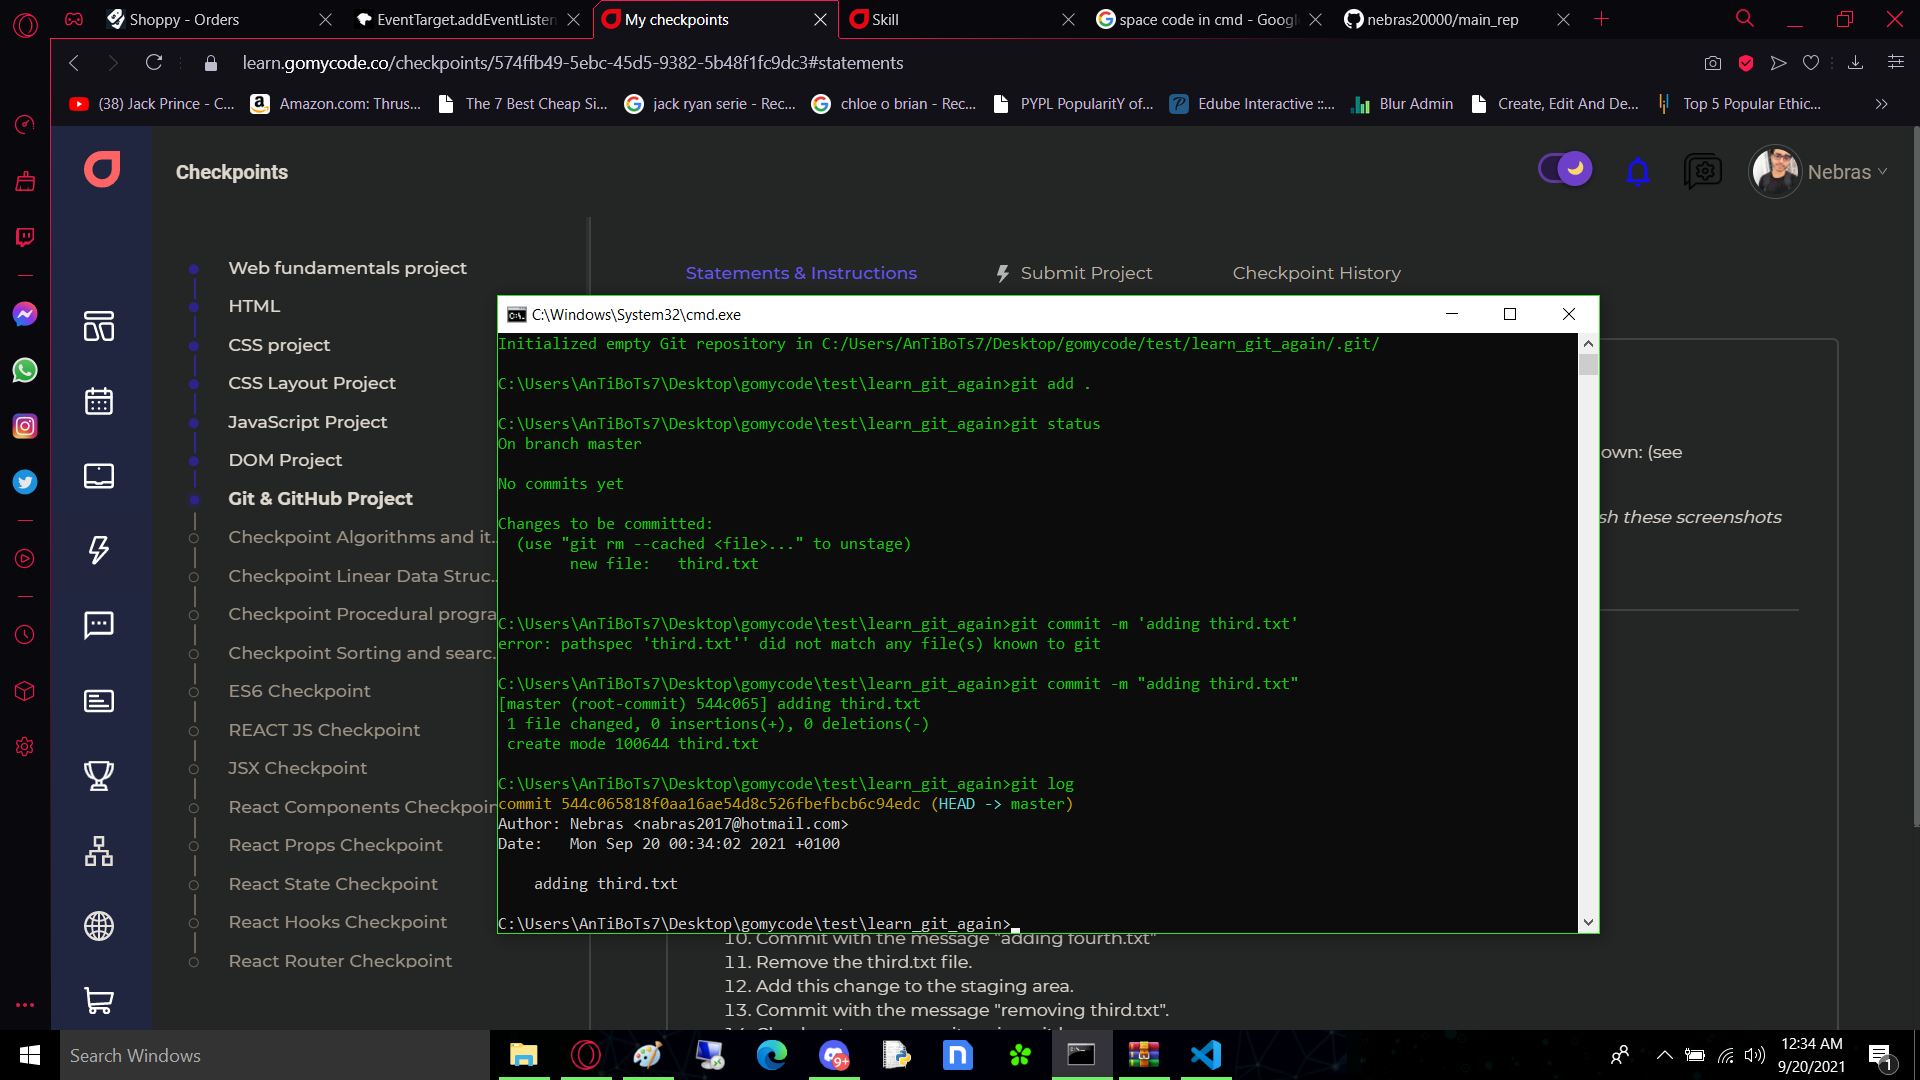 Shoppy - Orders
EventTarget.addEventListen
My checkpoints
Skill
space code in cmd - Googl
nebras20000/main_rep
learn.gomycode.co/checkpoints/574ffb49-5ebc-45d5-9382-5b48f1fc9dc3#statements
(38) Jack Prince - C...
Amazon.com: Thrus...
The 7 Best Cheap Si...
jack ryan serie - Rec...
chloe o brian - Rec...
PYPL PopularitY of...
Edube Interactive ::...
Blur Admin
Create, Edit And De...
Top 5 Popular Ethic...
Checkpoints
Nebras
Web fundamentals project
HTML
CSS project
CSS Layout Project
JavaScript Project
DOM Project
Git & GitHub Project
Checkpoint Algorithms and it...
Checkpoint Linear Data Struc...
Checkpoint Procedural progra
Checkpoint Sorting and searc...
ES6 Checkpoint
REACT JS Checkpoint
JSX Checkpoint
React Components Checkpoin
React Props Checkpoint
React State Checkpoint
React Hooks Checkpoint
React Router Checkpoint
Statements & Instructions
Submit Project
Checkpoint History
own: (see
sh these screenshots
C:\Windows\System32\cmd.exe
Initialized empty Git repository in C:/Users/AnTiBoTs7/Desktop/gomycode/test/learn_git_again/.git/
C:\Users\AnTiBoTs7\Desktop\gomycode\test\learn_git_again>git add .
C:\Users\AnTiBoTs7\Desktop\gomycode\test\learn_git_again>git status
On branch master
No commits yet
Changes to be committed:
(use "git rm --cached <file>..." to unstage)
new file:   third.txt
C:\Users\AnTiBoTs7\Desktop\gomycode\test\learn_git_again>git commit -m 'adding third.txt'
error: pathspec 'third.txt'' did not match any file(s) known to git
C:\Users\AnTiBoTs7\Desktop\gomycode\test\learn_git_again>git commit -m "adding third.txt"
[master (root-commit) 544c065] adding third.txt
1 file changed, 0 insertions(+), 0 deletions(-)
create mode 100644 third.txt
C:\Users\AnTiBoTs7\Desktop\gomycode\test\learn_git_again>git log
commit 544c065818f0aa16ae54d8c526fbefbcb6c94edc (HEAD -> master)
Author: Nebras <nabras2017@hotmail.com>
Date:   Mon Sep 20 00:34:02 2021 +0100
adding third.txt
C:\Users\AnTiBoTs7\Desktop\gomycode\test\learn_git_again>
10. Commit with the message "adding fourth.txt"
11. Remove the third.txt file.
12. Add this change to the staging area.
13. Commit with the message "removing third.txt".
Search Windows
9+
12:34 AM
9/20/2021
1